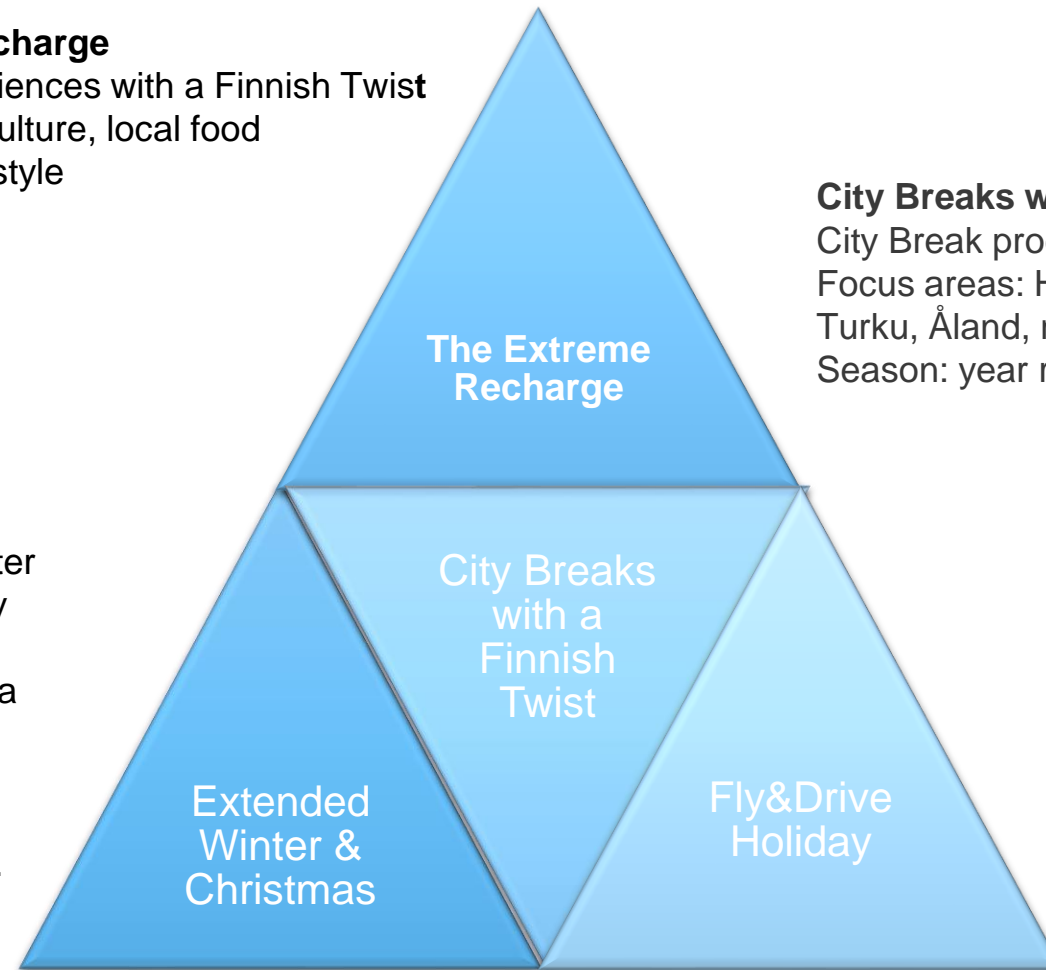 charge
iences with a Finnish Twist
ulture, local food
style
City Breaks w
City Break pro
Focus areas: H
Turku, Åland, r
Season: year r
The Extreme
Recharge
ter
y
a
City Breaks
with a
Finnish
Twist
Extended
Winter &
Christmas
Fly&Drive
Holiday